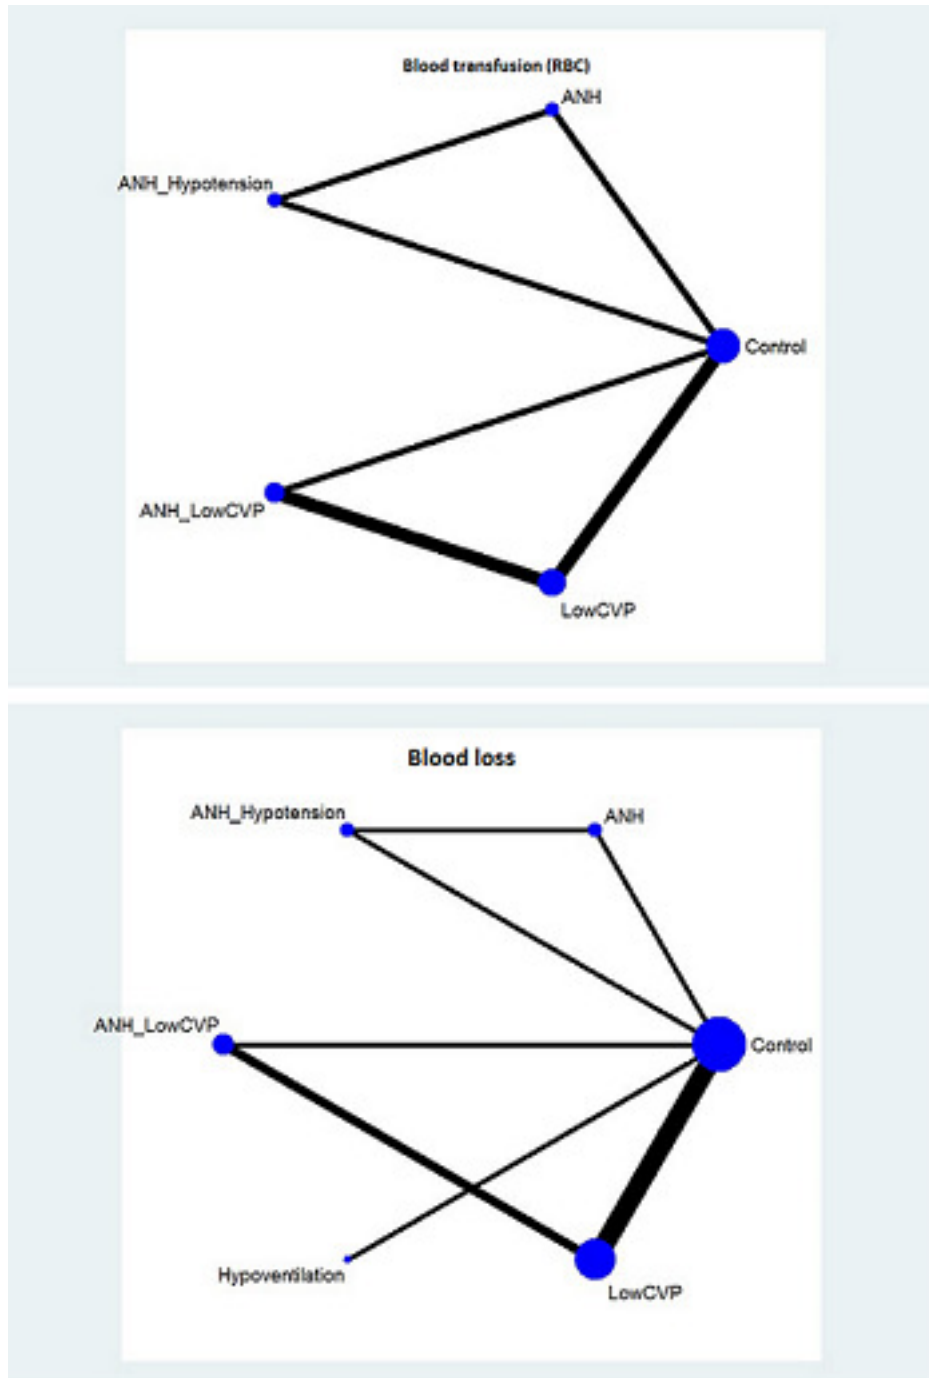 Blood transfusion (RBC)
ANH
ANH_Hypotension
Control
ANH_LowCVP
LowCVP
Blood loss
ANH_Hypotension
ANH
ANH_LowCVP
Control
Hypoventilation
LowCVP